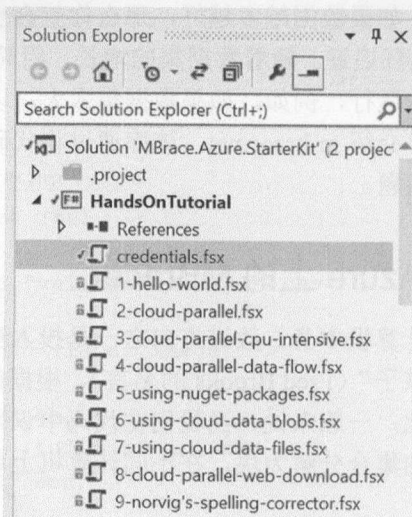 Solution Explorer
Search Solution Explorer (Ctrl+;)
Solution 'MBrace.Azure.StarterKit' (2 projec
.project
F# HandsOnTutorial
References
credentials.fsx
1-hello-world.fsx
2-cloud-parallel.fsx
3-cloud-parallel-cpu-intensive.fsx
4-cloud-parallel-data-flow.fsx
5-using-nuget-packages.fsx
6-using-cloud-data-blobs.fsx
7-using-cloud-data-files.fsx
8-cloud-parallel-web-download.fsx
9-norvig's-spelling-corrector.fsx